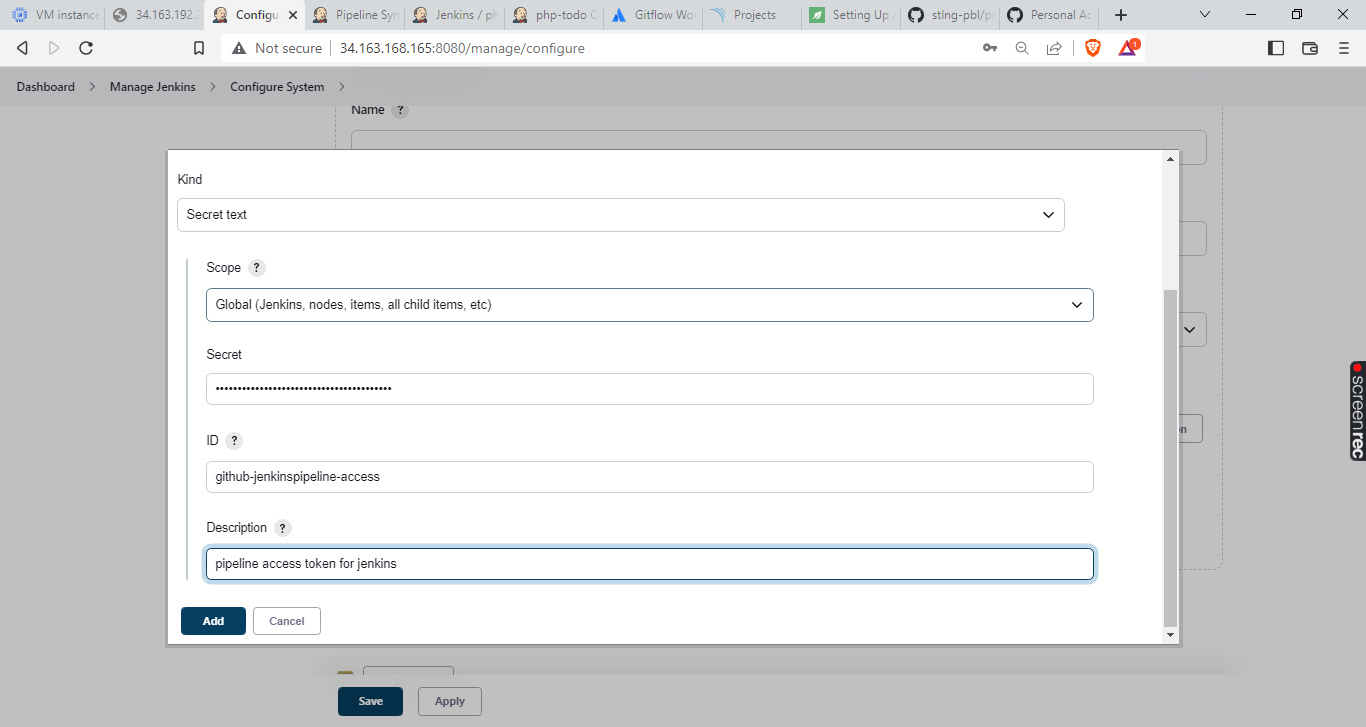 VM instance
34.163.192.
Configu
Pipeline Syn
Jenkins / ph
php-todo C
Gitflow Wor
Projects
Setting Up
stlng-pbl/p
Personal Ac
Not secure
34.163.168.165:8080/manage/configure
1
Dashboard
Manage Jenkins
Configure System
Name ?
Kind
Secret text
Scope ?
Global (Jenkins, nodes, items, all child items, etc)
Secret
••••••••••••••••••••••••••••••••••••••••
ID ?
github-jenkinspipeline-access
on
Description ?
pipeline access token for jenkins
Add
Cancel
Save
Apply
screenrec